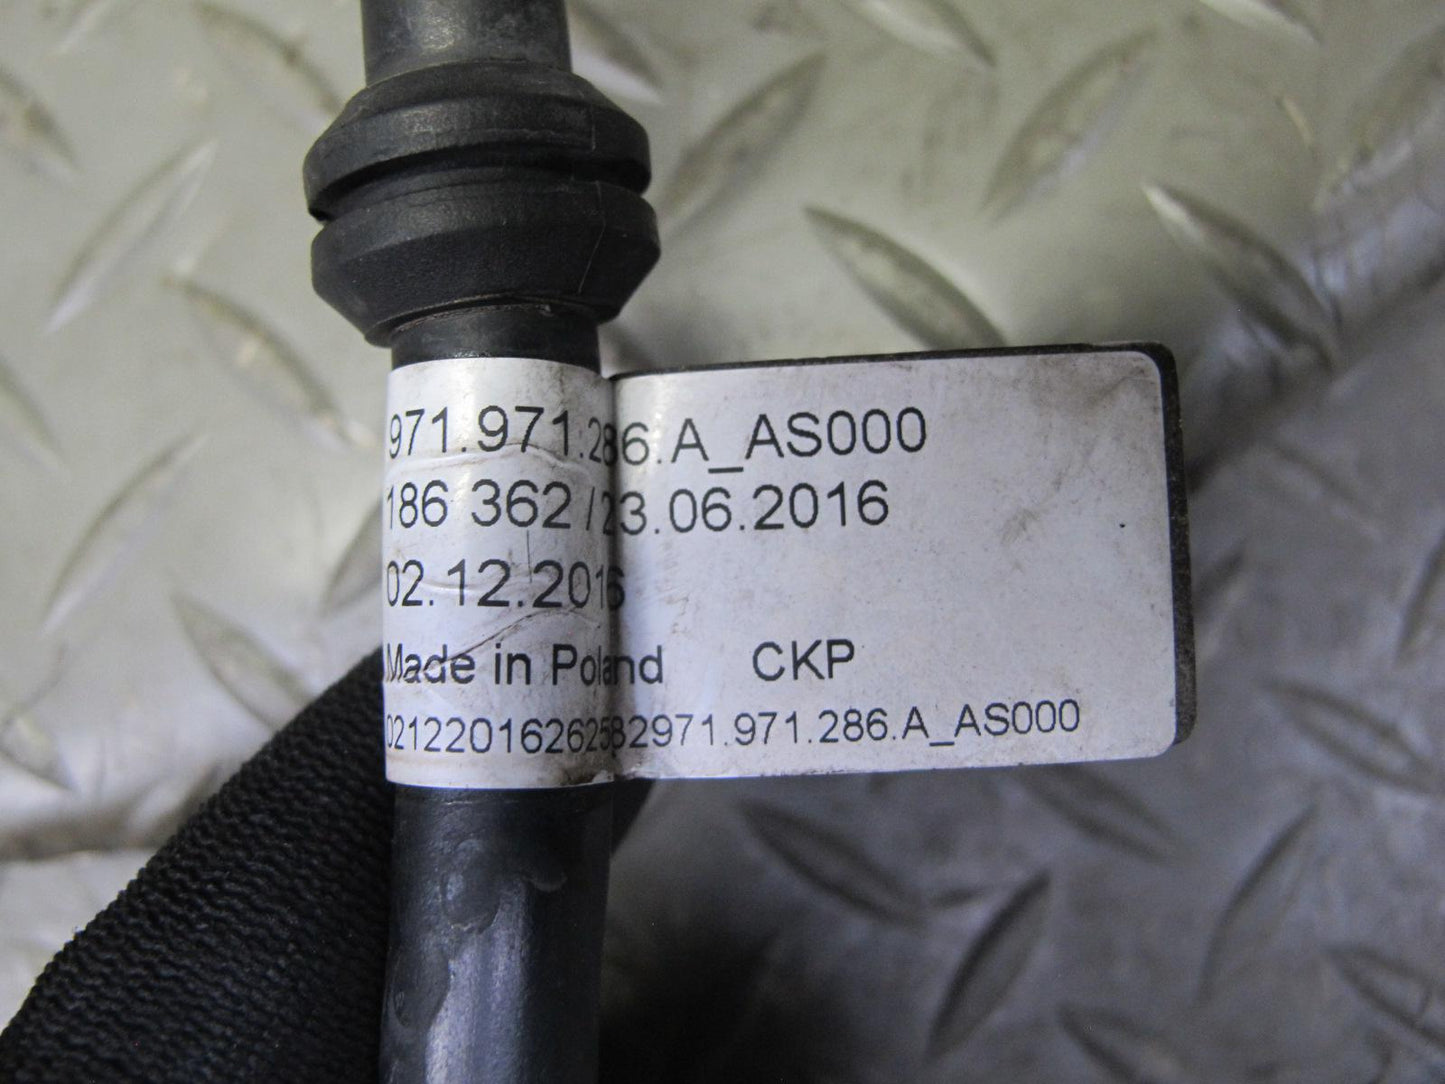 971.971.286.A_AS000
186 362/23.06.2016
02.12.2016
Made in Poland CKP
02122016262582971.971.286.A_AS000